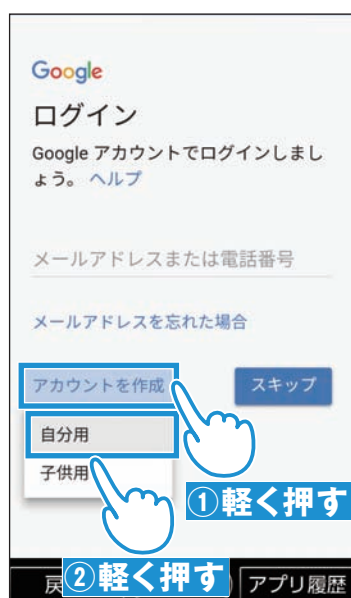 Google
ログイン
Google アカウントでログインしまし
ょう。 ヘルプ
メールアドレスまたは電話番号
メールアドレスを忘れた場合
アカウントを作成
スキップ
自分用
子供用
①軽く押す
②軽く押す
戻
アプリ履歴